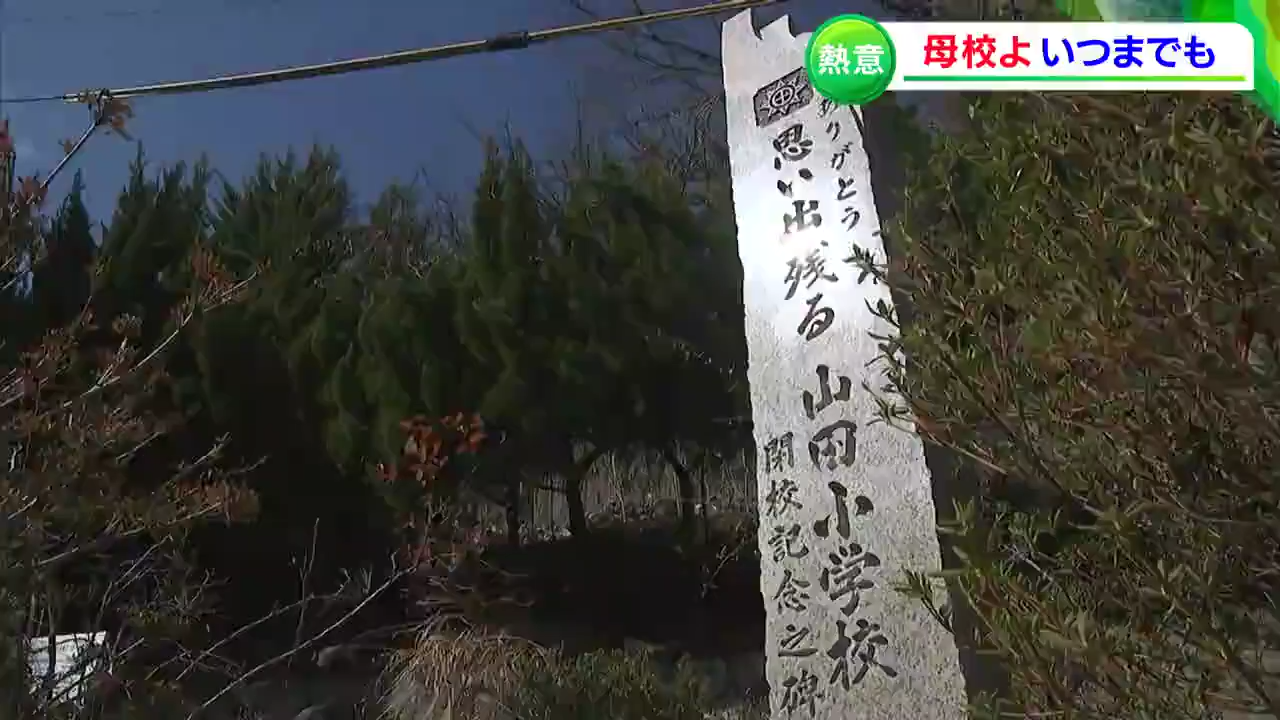 熱意
母校よ いつまでも
ありがとう
思い出残る 山田小学校
閉校記念之碑